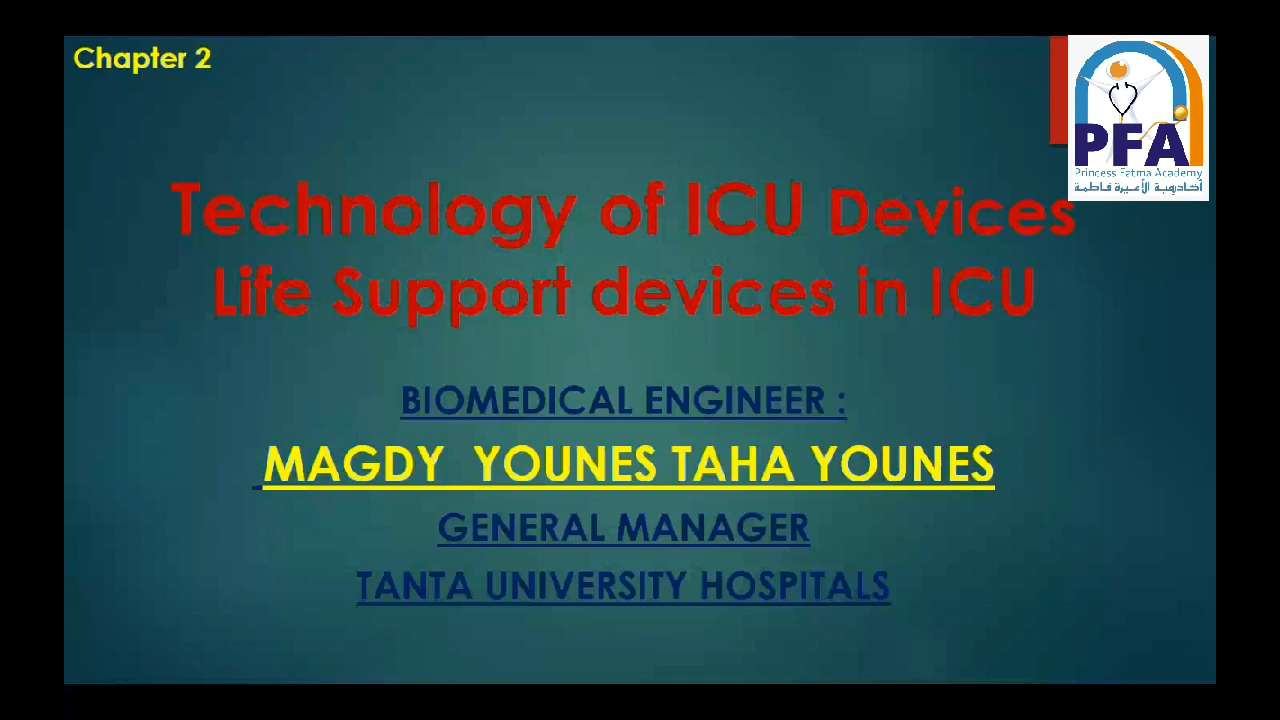 Chapter 2
PFA
Princess Fatma Academy
أكاديمية الأميرة فاطمة
Technology of ICU Devices
Life Support devices in ICU
BIOMEDICAL ENGINEER :
MAGDY YOUNES TAHA YOUNES
GENERAL MANAGER
TANTA UNIVERSITY HOSPITALS